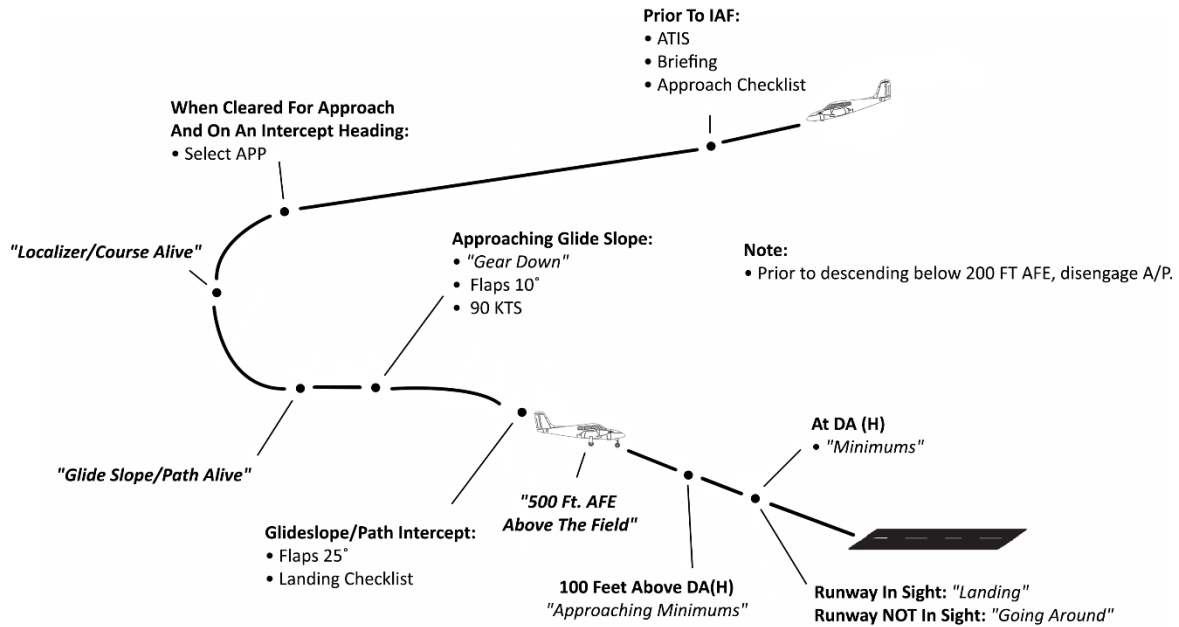 Prior To IAF:
• ATIS
• Briefing
• Approach Checklist
When Cleared For Approach
And On An Intercept Heading:
• Select APP
"Localizer/Course Alive"
Approaching Glide Slope:
• "Gear Down"
• Flaps 10˚
• 90 KTS
Note:
• Prior to descending below 200 FT AFE, disengage A/P.
"Glide Slope/Path Alive"
Glideslope/Path Intercept:
• Flaps 25˚
• Landing Checklist
"500 Ft. AFE
Above The Field"
100 Feet Above DA(H)
"Approaching Minimums"
At DA (H)
• "Minimums"
Runway In Sight: "Landing"
Runway NOT In Sight: "Going Around"